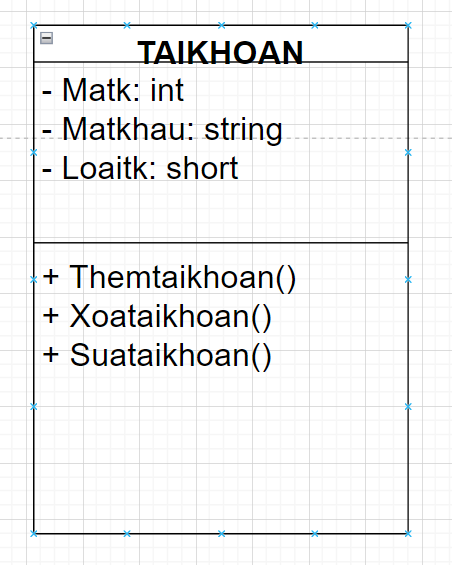 TAIKHOAN
- Matk: int
- Matkhau: string
- Loaitk: short
+ Themtaikhoan()
+ Xoataikhoan()
+ Suataikhoan()